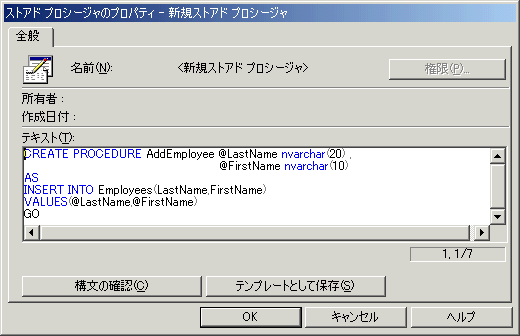 ストアド プロシージャのプロパティ - 新規ストアド プロシージャ
全般
名前(N): <新規ストアド プロシージャ> 権限(P)...
所有者 :
作成日付 :
テキスト(T):
CREATE PROCEDURE AddEmployee @LastName nvarchar(20) ,
@FirstName nvarchar(10)
AS
INSERT INTO Employees(LastName,FirstName)
VALUES(@LastName,@FirstName)
GO
1, 1/7
構文の確認(C) テンプレートとして保存(S)
OK キャンセル ヘルプ